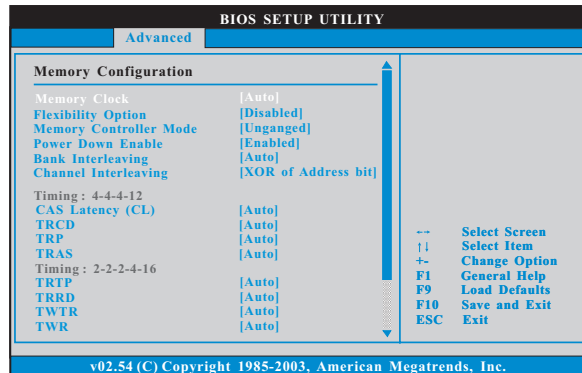 BIOS SETUP UTILITY
Advanced
Memory Configuration
Memory Clock [Auto]
Flexibility Option [Disabled]
Memory Controller Mode [Unganged]
Power Down Enable [Enabled]
Bank Interleaving [Auto]
Channel Interleaving [XOR of Address bit]
Timing : 4-4-4-12
CAS Latency (CL) [Auto]
TRCD [Auto]
TRP [Auto]
TRAS [Auto]
Timing : 2-2-2-4-16
TRTP [Auto]
TRRD [Auto]
TWTR [Auto]
TWR [Auto]
←→ Select Screen
↑↓ Select Item
+- Change Option
F1 General Help
F9 Load Defaults
F10 Save and Exit
ESC Exit
v02.54 (C) Copyright 1985-2003, American Megatrends, Inc.